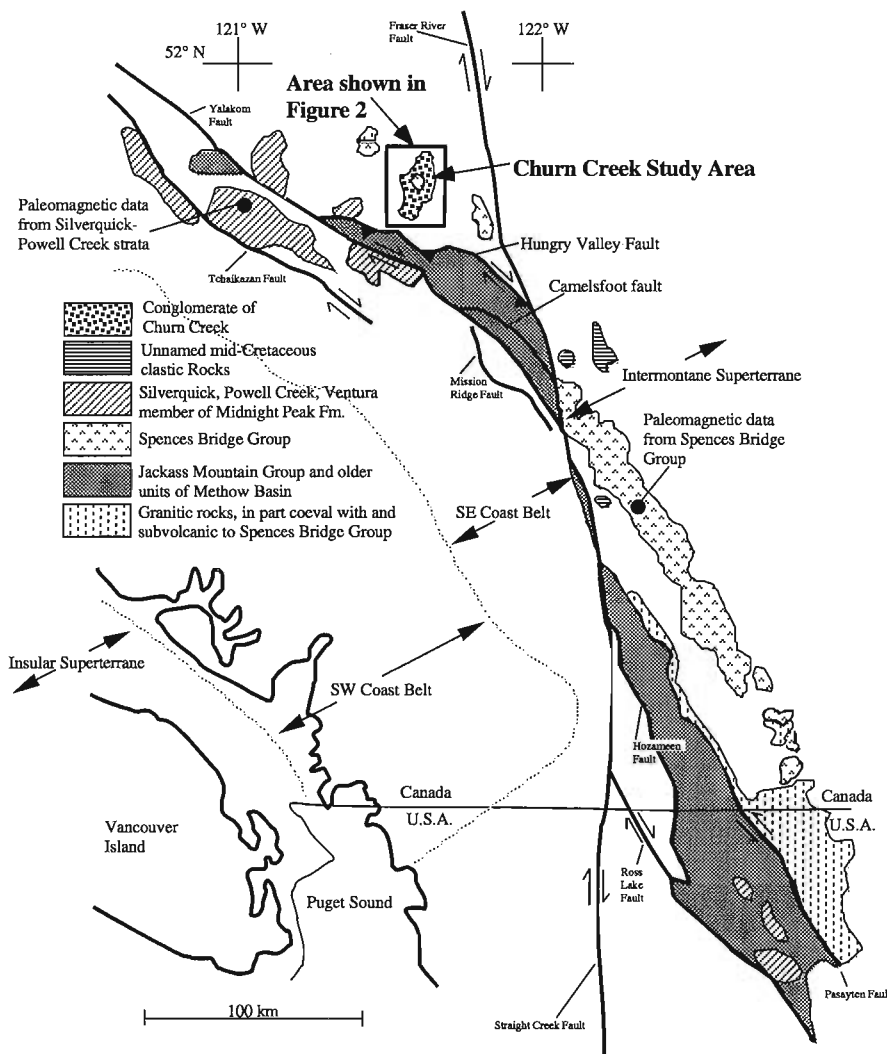 121° W
122° W
52° N
Fraser River
Fault
Area shown in
Figure 2
Yalakom
Fault
Churn Creek Study Area
Paleomagnetic data
from Silverquick-
Powell Creek strata
Hungry Valley Fault
Tchaikazan Fault
Camelsfoot fault
Conglomerate of
Churn Creek
Unnamed mid-Cretaceous
clastic Rocks
Silverquick, Powell Creek, Ventura
member of Midnight Peak Fm.
Spences Bridge Group
Jackass Mountain Group and older
units of Methow Basin
Granitic rocks, in part coeval with and
subvolcanic to Spences Bridge Group
Mission
Ridge Fault
Intermontane Superterrane
Paleomagnetic data
from Spences Bridge
Group
SE Coast Belt
Insular Superterrane
SW Coast Belt
Hozameen
Fault
Canada
U.S.A.
Canada
U.S.A.
Vancouver
Island
Puget Sound
Ross
Lake
Fault
Pasayten Faul
100 km
Straight Creek Fault